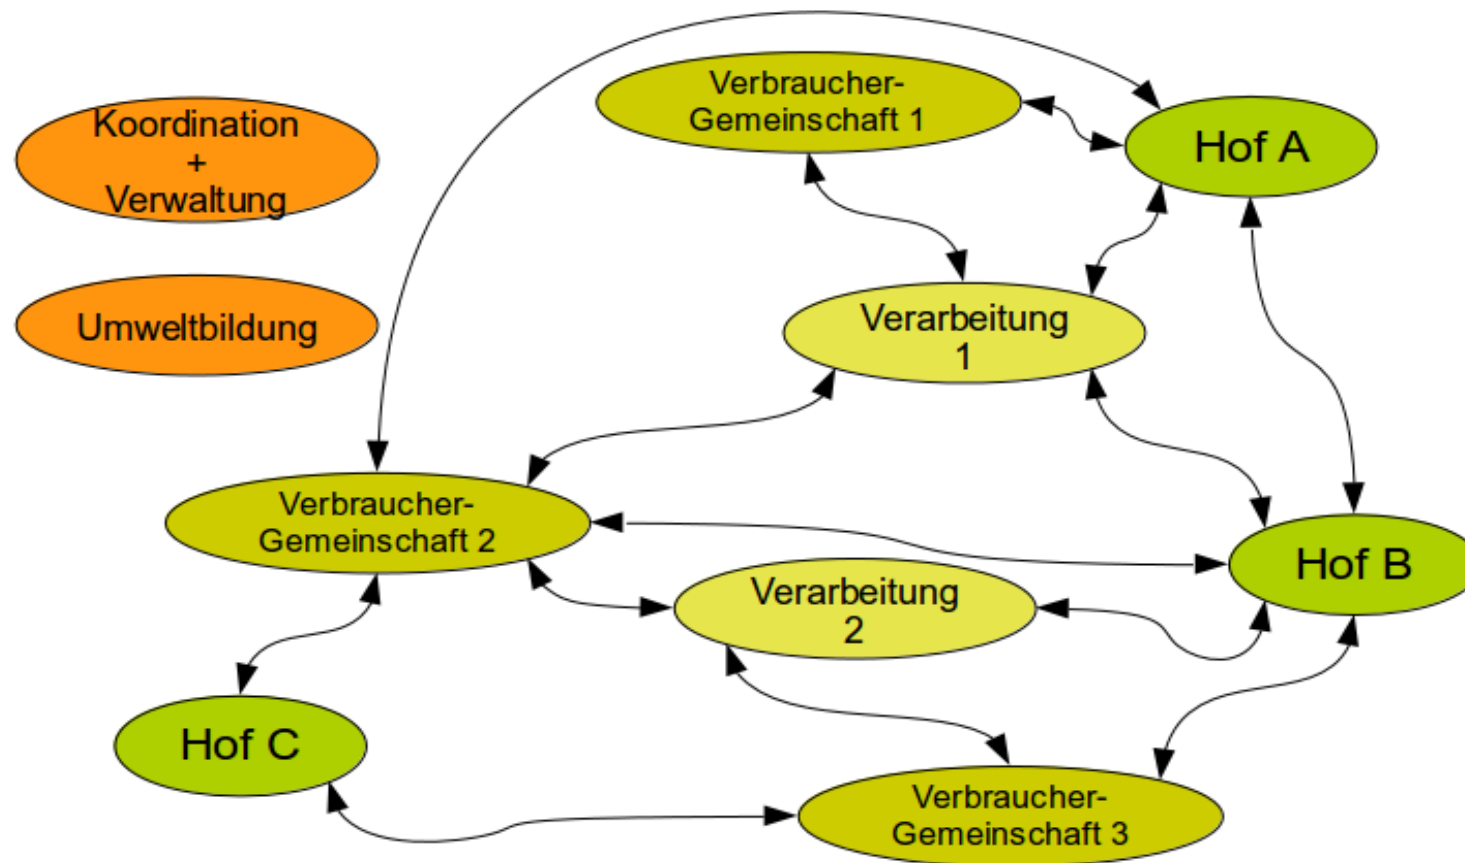 Koordination
+
Verwaltung
Umweltbildung
Verbraucher-
Gemeinschaft 1
Hof A
Verarbeitung
1
Verbraucher-
Gemeinschaft 2
Verarbeitung
2
Hof B
Hof C
Verbraucher-
Gemeinschaft 3